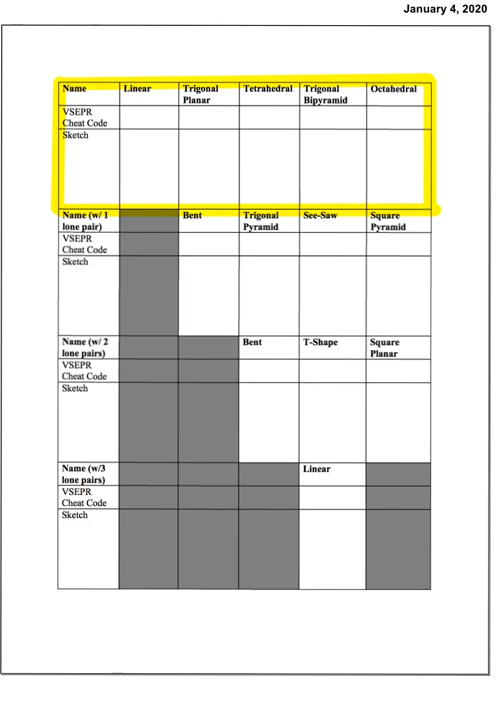 January 4, 2020
Name Linear Trigonal Planar Tetrahedral Trigonal Bipyramid Octahedral
VSEPR Cheat Code
Sketch
Name (w/ 1 lone pair) Bent Trigonal Pyramid See-Saw Square Pyramid
VSEPR Cheat Code
Sketch
Name (w/ 2 lone pairs) Bent T-Shape Square Planar
VSEPR Cheat Code
Sketch
Name (w/3 lone pairs) Linear
VSEPR Cheat Code
Sketch